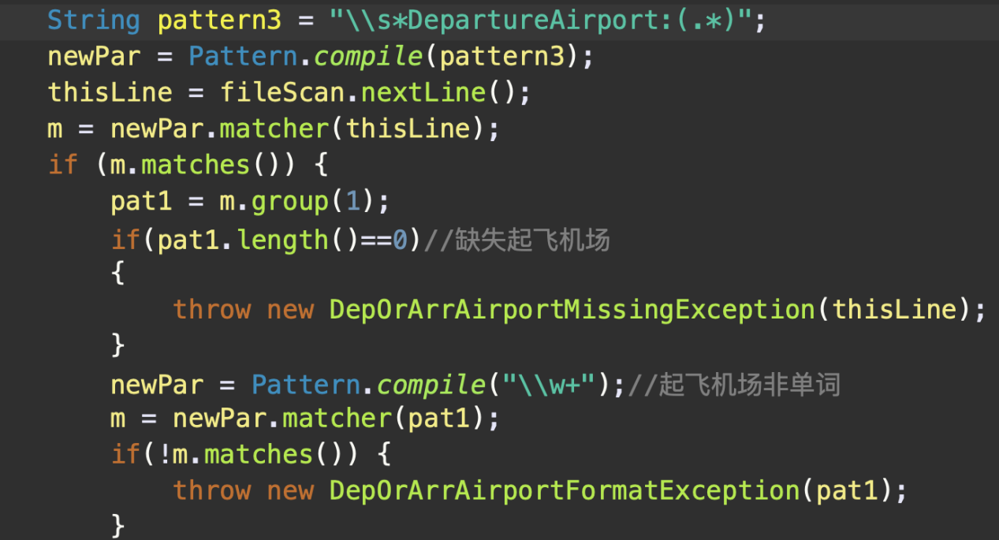 String pattern3 = "\\s*DepartureAirport:(.*)";
newPar = Pattern.compile(pattern3);
thisLine = fileScan.nextLine();
m = newPar.matcher(thisLine);
if (m.matches()) {
    pat1 = m.group(1);
    if(pat1.length()==0)//缺失起飞机场
    {
        throw new DepOrArrAirportMissingException(thisLine);
    }
    newPar = Pattern.compile("\\w+");//起飞机场非单词
    m = newPar.matcher(pat1);
    if(!m.matches()) {
        throw new DepOrArrAirportFormatException(pat1);
    }